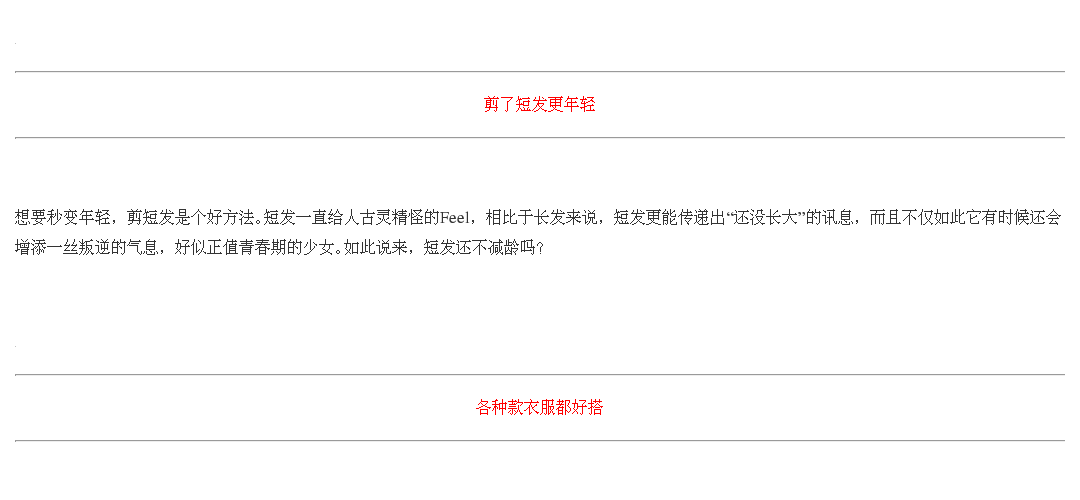 剪了短发更年轻
想要秒变年轻，剪短发是个好方法。短发一直给人古灵精怪的Feel，相比于长发来说，短发更能传递出“还没长大”的讯息，而且不仅如此它有时候还会
增添一丝叛逆的气息，好似正值青春期的少女。如此说来，短发还不减龄吗？
各种款衣服都好搭